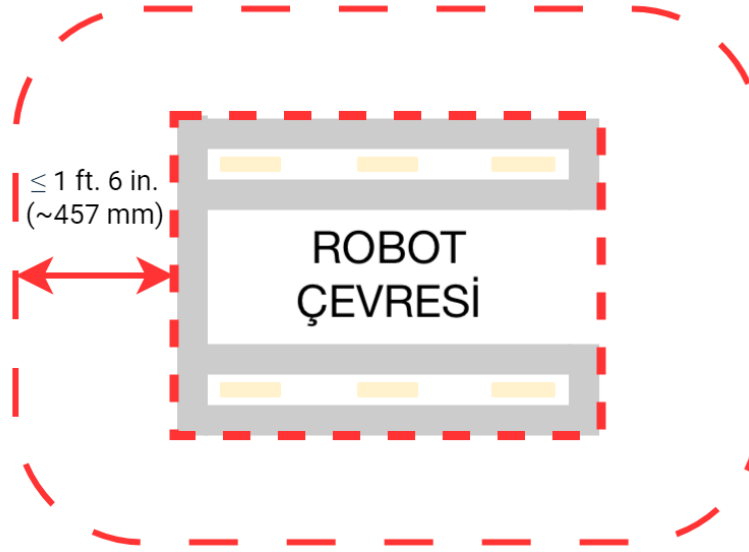 ≤ 1 ft. 6 in.
(~457 mm)
ROBOT
ÇEVRESİ